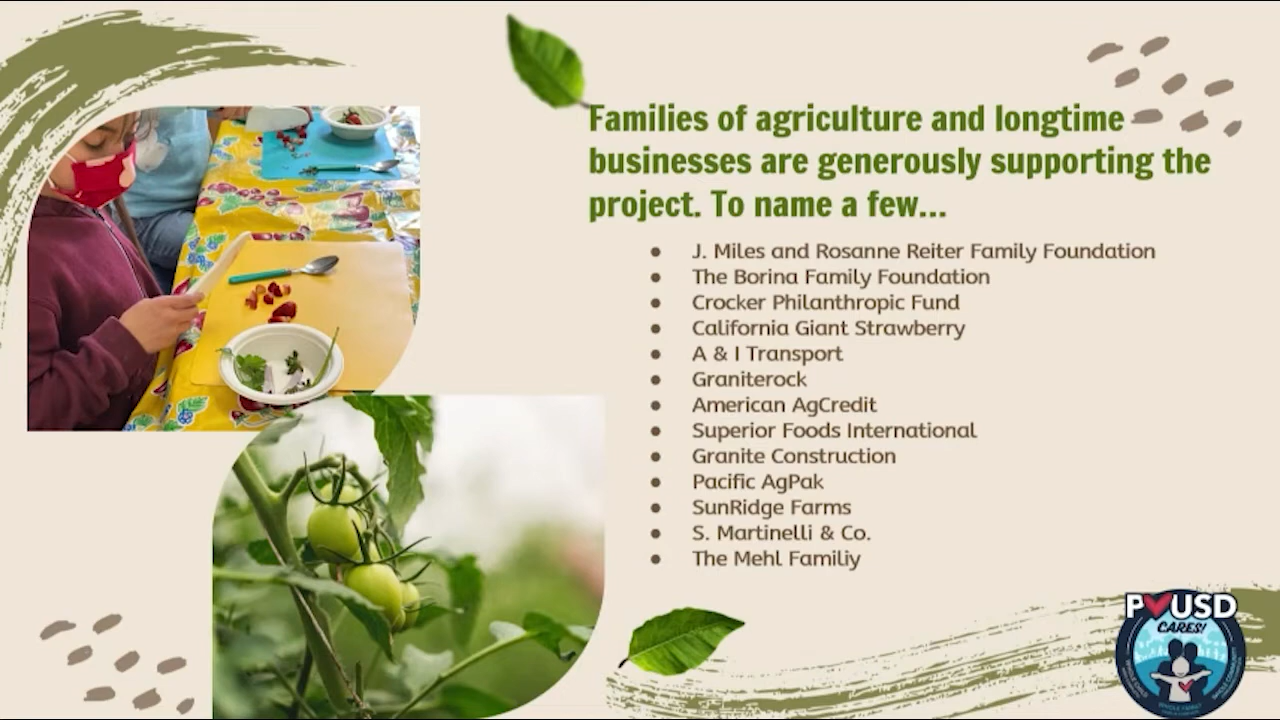 Families of agriculture and longtime
businesses are generously supporting the
project. To name a few...
● J. Miles and Rosanne Reiter Family Foundation
● The Borina Family Foundation
● Crocker Philanthropic Fund
● California Giant Strawberry
● A & I Transport
● Graniterock
● American AgCredit
● Superior Foods International
● Granite Construction
● Pacific AgPak
● SunRidge Farms
● S. Martinelli & Co.
● The Mehl Familiy
PVUSD
CARES!
WHOLE FAMILY